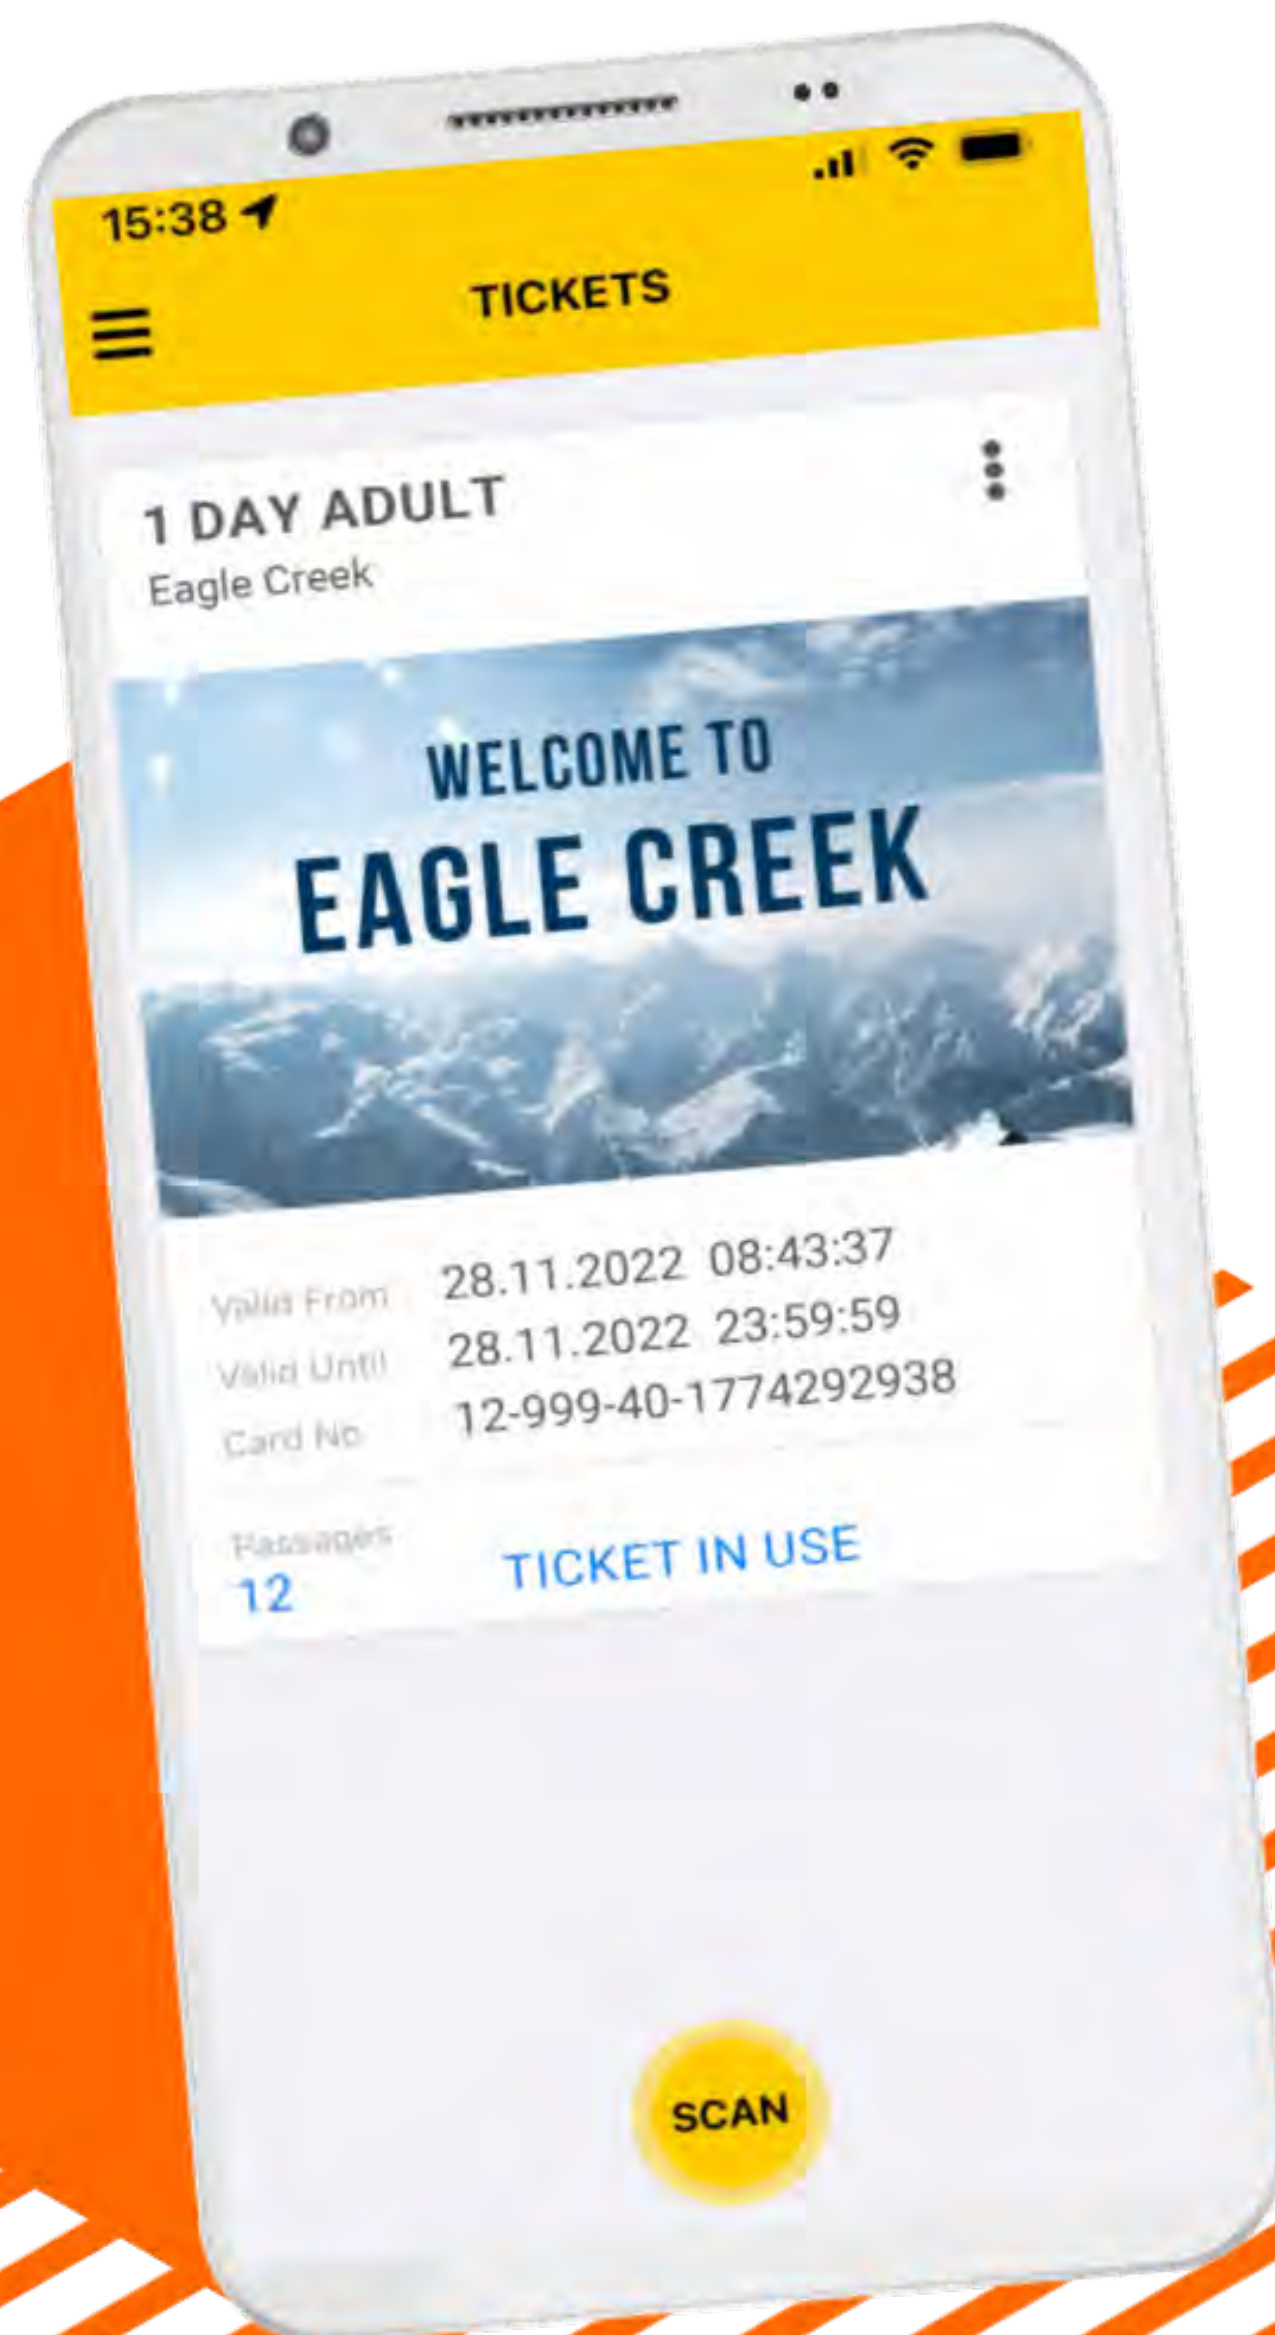 15:38
TICKETS
1 DAY ADULT
Eagle Creek
WELCOME TO
EAGLE CREEK
Valid From 28.11.2022 08:43:37
Valid Until 28.11.2022 23:59:59
Card No 12-999-40-1774292938
Passages
12 TICKET IN USE
SCAN